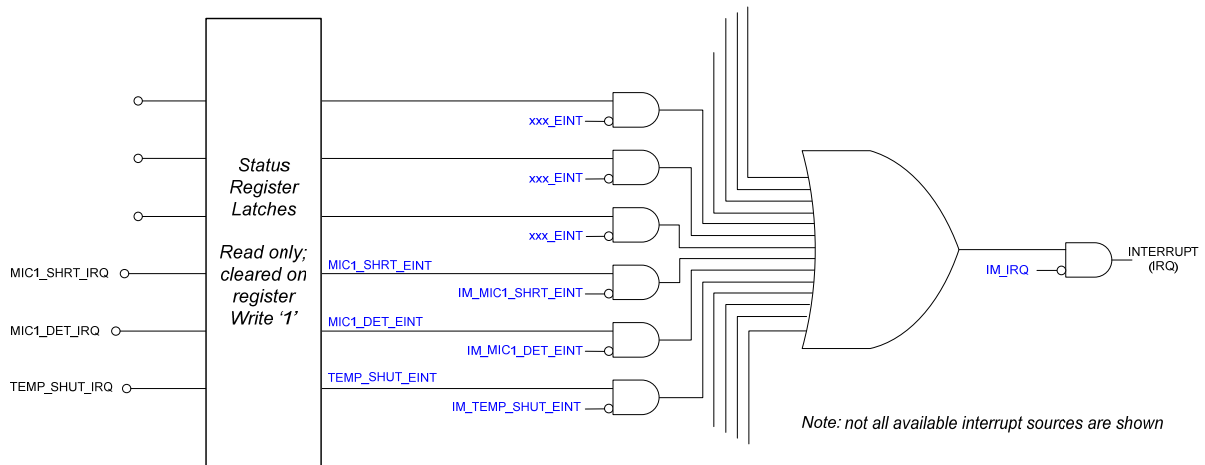 xxx_EINT
xxx_EINT
xxx_EINT
Status
Register
Latches
Read only;
cleared on
register
Write ‘1’
MIC1_SHRT_IRQ
MIC1_SHRT_EINT
IM_MIC1_SHRT_EINT
MIC1_DET_IRQ
MIC1_DET_EINT
IM_MIC1_DET_EINT
TEMP_SHUT_IRQ
TEMP_SHUT_EINT
IM_TEMP_SHUT_EINT
IM_IRQ
INTERRUPT
(IRQ)
Note: not all available interrupt sources are shown